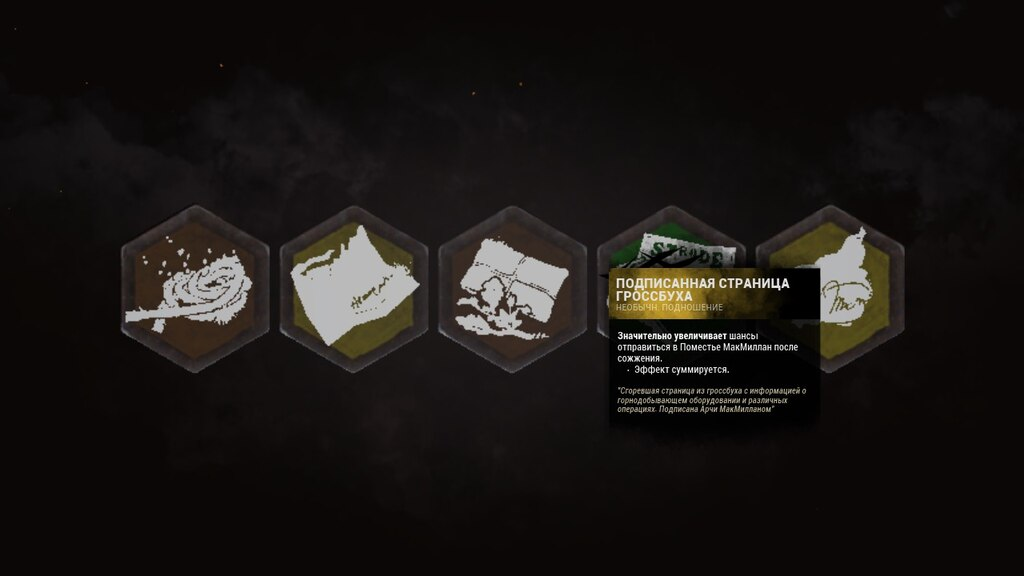 STRODE
ПОДПИСАННАЯ СТРАНИЦА
ГРОССБУХА
НЕОБЫЧН. ПОДНОШЕНИЕ
Значительно увеличивает шансы
отправиться в Поместье МакМиллан после
сожжения.
· Эффект суммируется.
"Сгоревшая страница из гроссбуха с информацией о
горнодобывающем оборудовании и различных
операциях. Подписана Арчи МакМилланом"